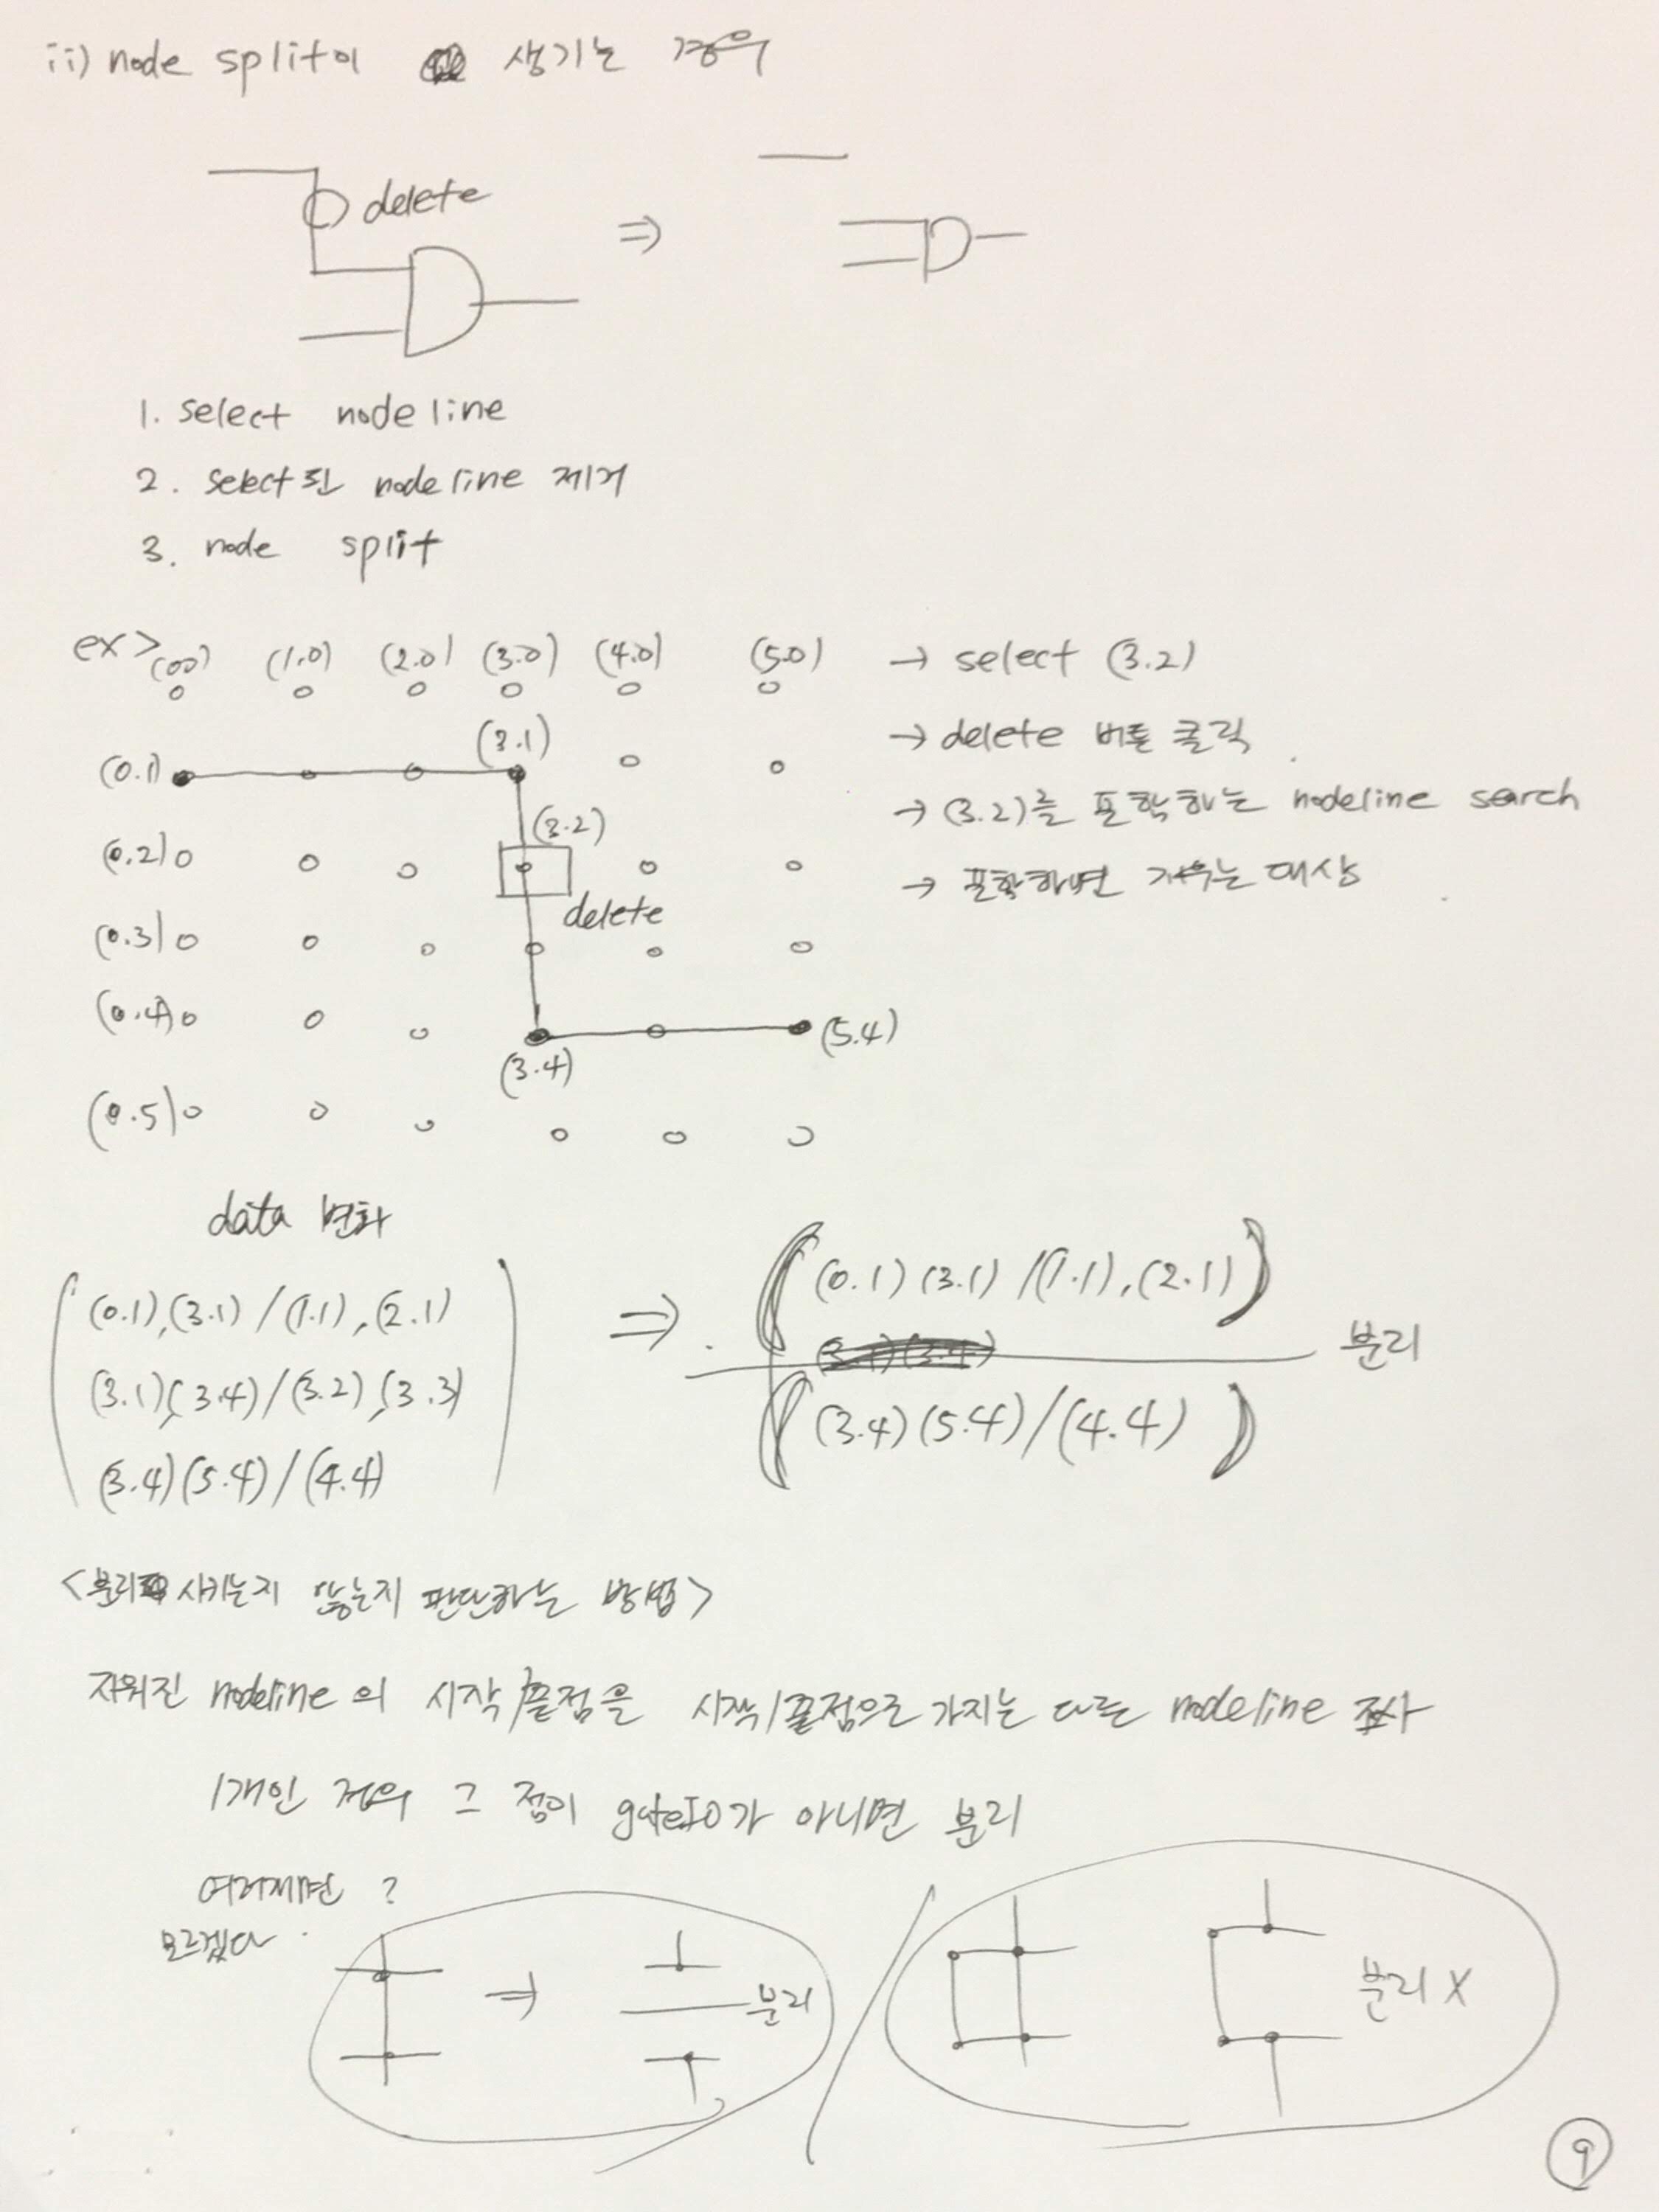 ii) node split이 생기는 경우
delete
⇒
1. select nodeline
2. select된 nodeline 제거
3. node split
ex>
(0.0) (1.0) (2.0) (3.0) (4.0) (5.0) → select (3.2)
(0.1) (3.1) → delete 버튼 클릭
(0.2) (3.2) → (3.2)를 포함하는 nodeline search
delete → 포함하면 지우는 대상
(0.3)
(0.4) (3.4) (5.4)
(0.5)
data 변화
(0.1),(3.1) / (1.1),(2.1) ⇒ (0.1)(3.1) / (1.1),(2.1)
(3.1),(3.4) / (3.2),(3.3) (3.1)(3.4) 분리
(3.4)(5.4) / (4.4) (3.4)(5.4) / (4.4)
<분리 시키는지 않는지 판단하는 방법>
지워진 nodeline의 시작/끝점을 시작/끝점으로 가지는 다른 nodeline 조사
1개인 점의 그 점이 gateIO가 아니면 분리
여러개면 ?
모르겠다.
⇒ 분리
분리 X
9